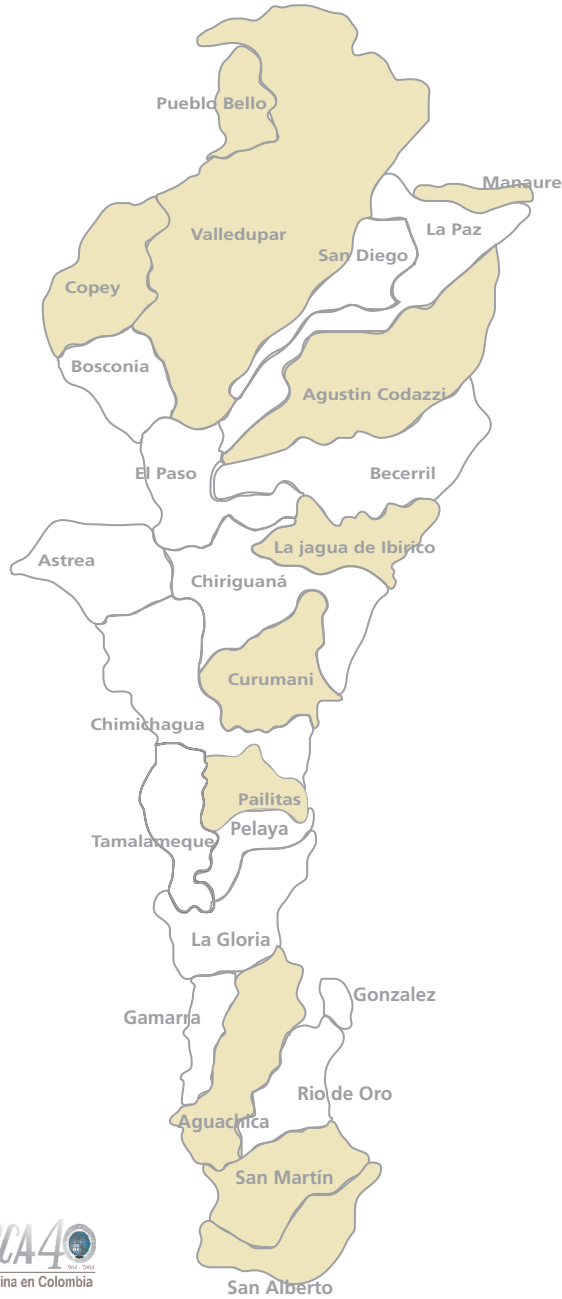 Pueblo Bello
Manaure
La Paz
Valledupar
San Diego
Copey
Bosconia
Agustin Codazzi
El Paso
Becerril
La jagua de Ibirico
Astrea
Chiriguaná
Curumani
Chimichagua
Pailitas
Pelaya
Tamalameque
La Gloria
Gonzalez
Gamarra
Rio de Oro
Aguachica
San Martín
San Alberto
ICA4
ina en Colombia